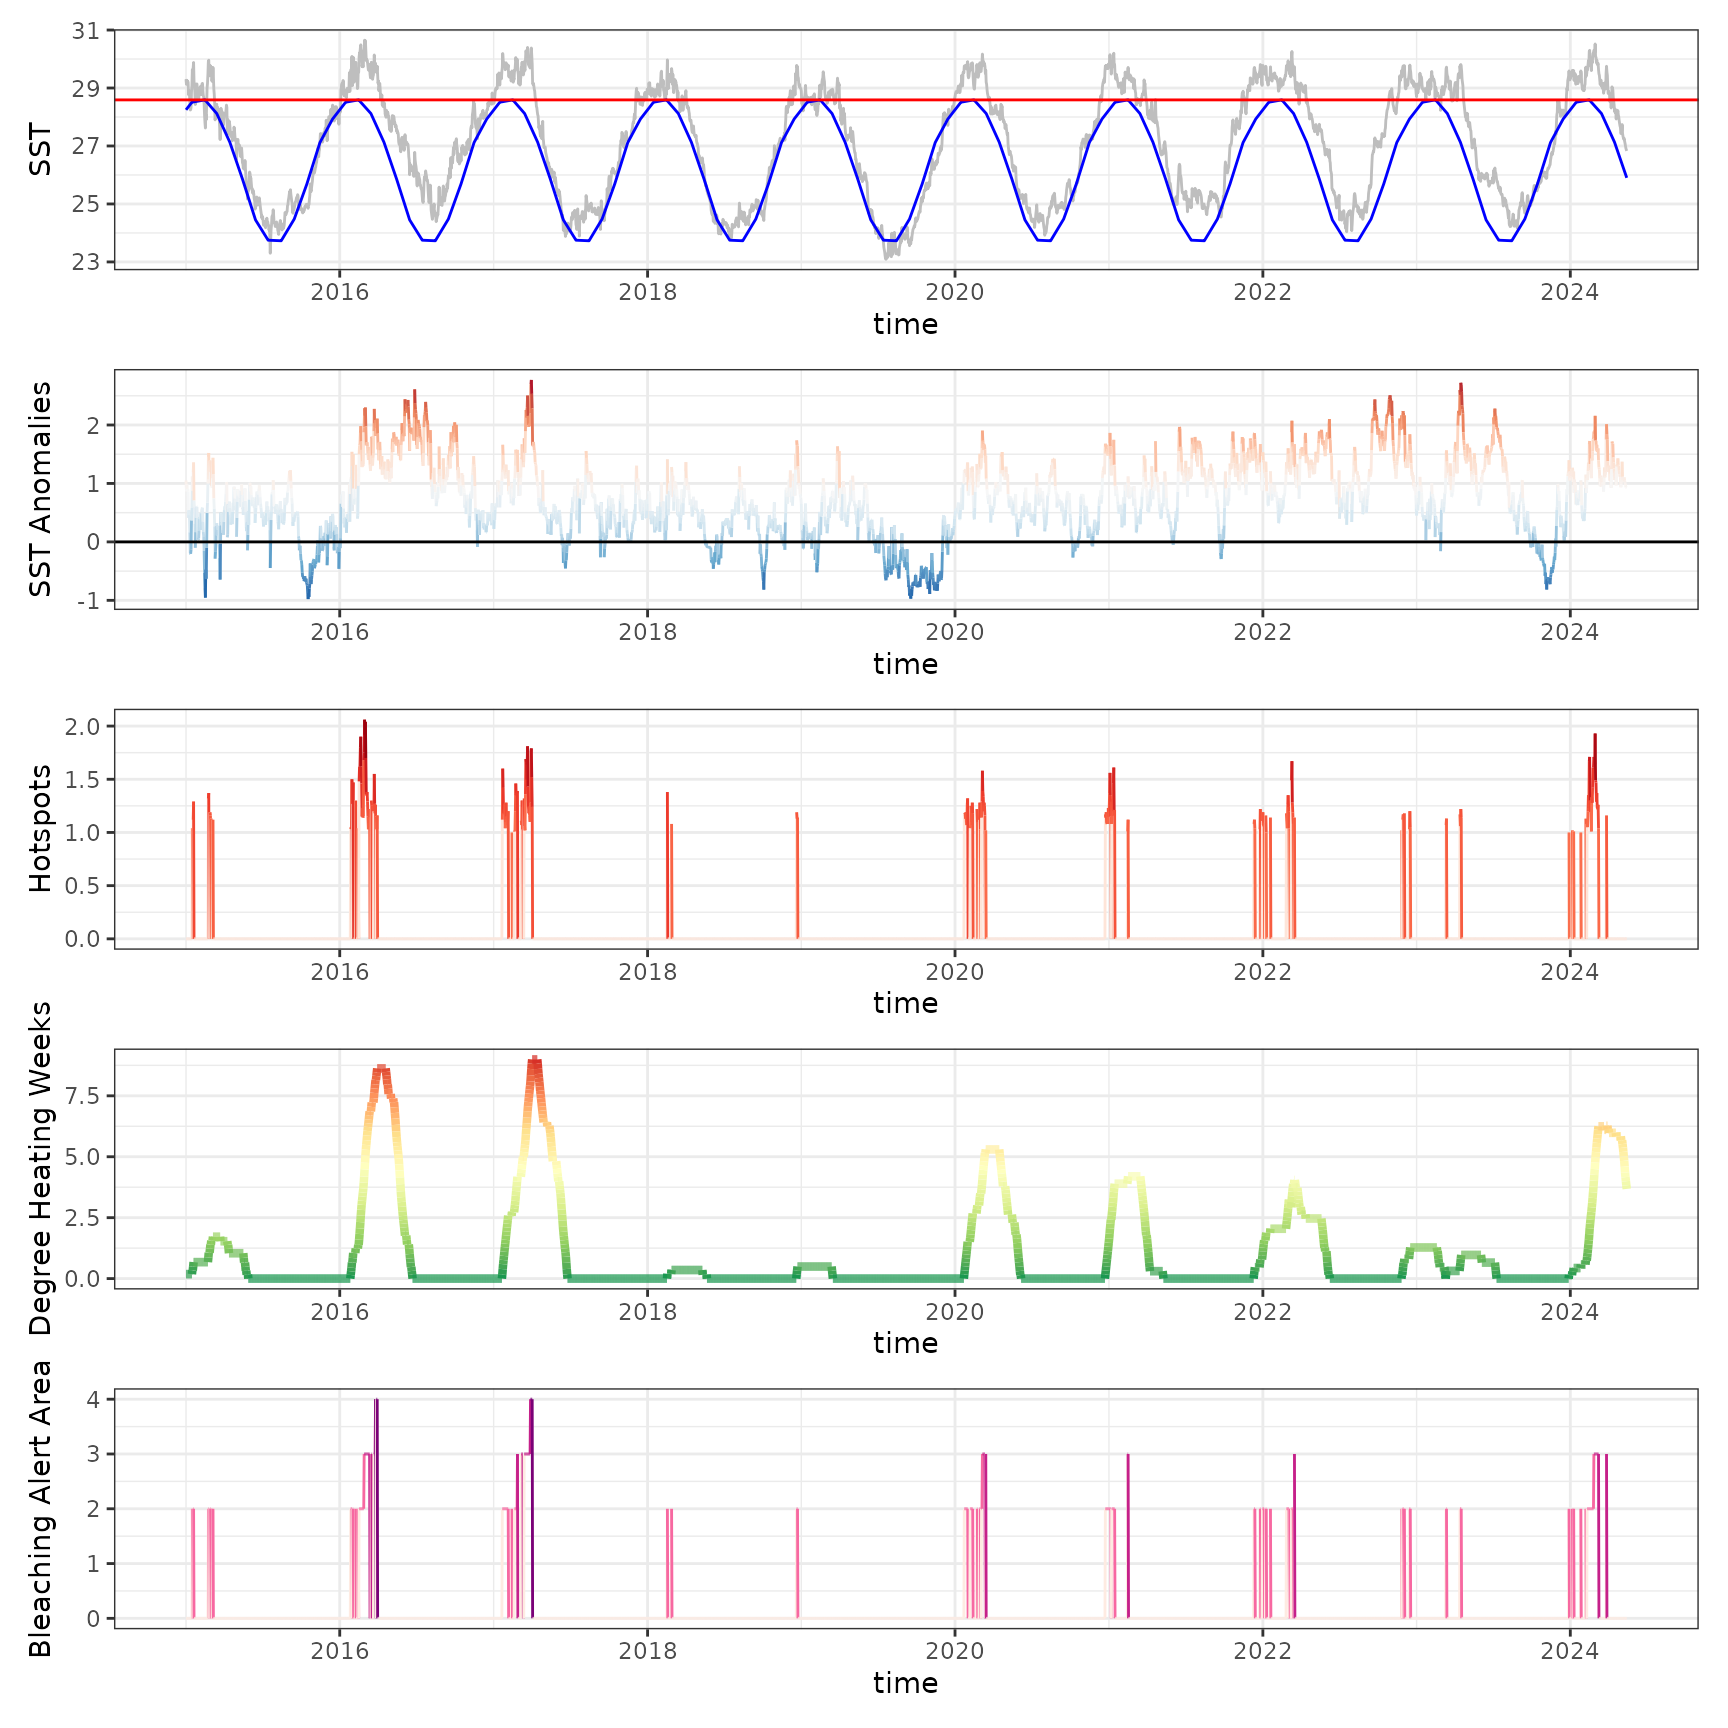 SST
31
29
27
25
23
2016 2018 2020 2022 2024
time
SST Anomalies
2
1
0
-1
2016 2018 2020 2022 2024
time
Hotspots
2.0
1.5
1.0
0.5
0.0
2016 2018 2020 2022 2024
time
Degree Heating Weeks
7.5
5.0
2.5
0.0
2016 2018 2020 2022 2024
time
Bleaching Alert Area
4
3
2
1
0
2016 2018 2020 2022 2024
time